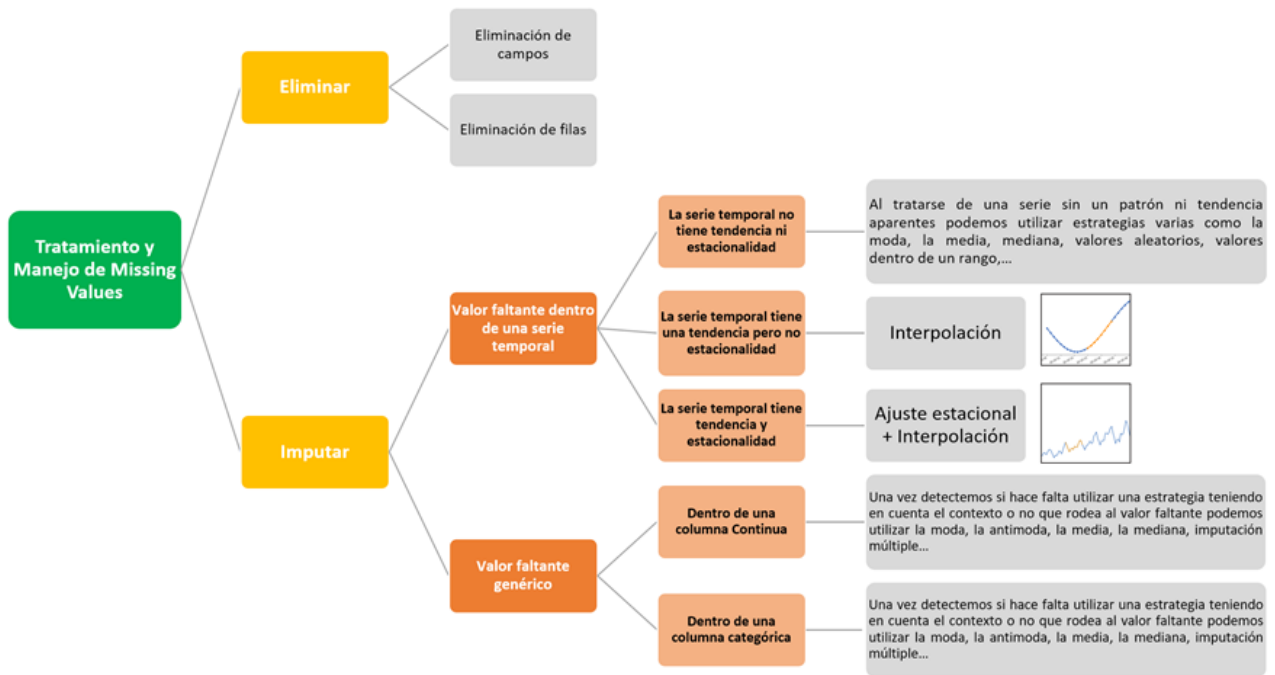 Eliminación de
campos
Eliminar
Eliminación de filas
Tratamiento y
Manejo de Missing
Values
La serie temporal no
tiene tendencia ni
estacionalidad
Al tratarse de una serie sin un patrón ni tendencia
aparentes podemos utilizar estrategias varias como la
moda, la media, mediana, valores aleatorios, valores
dentro de un rango,...
Valor faltante dentro
de una serie
temporal
La serie temporal tiene
una tendencia pero no
estacionalidad
Interpolación
La serie temporal tiene
tendencia y
estacionalidad
Ajuste estacional
+ Interpolación
Imputar
Dentro de una
columna Continua
Una vez detectemos si hace falta utilizar una estrategia teniendo
en cuenta el contexto o no que rodea al valor faltante podemos
utilizar la moda, la antimoda, la media, la mediana, imputación
múltiple...
Valor faltante
genérico
Dentro de una
columna categórica
Una vez detectemos si hace falta utilizar una estrategia teniendo
en cuenta el contexto o no que rodea al valor faltante podemos
utilizar la moda, la antimoda, la media, la mediana, imputación
múltiple...